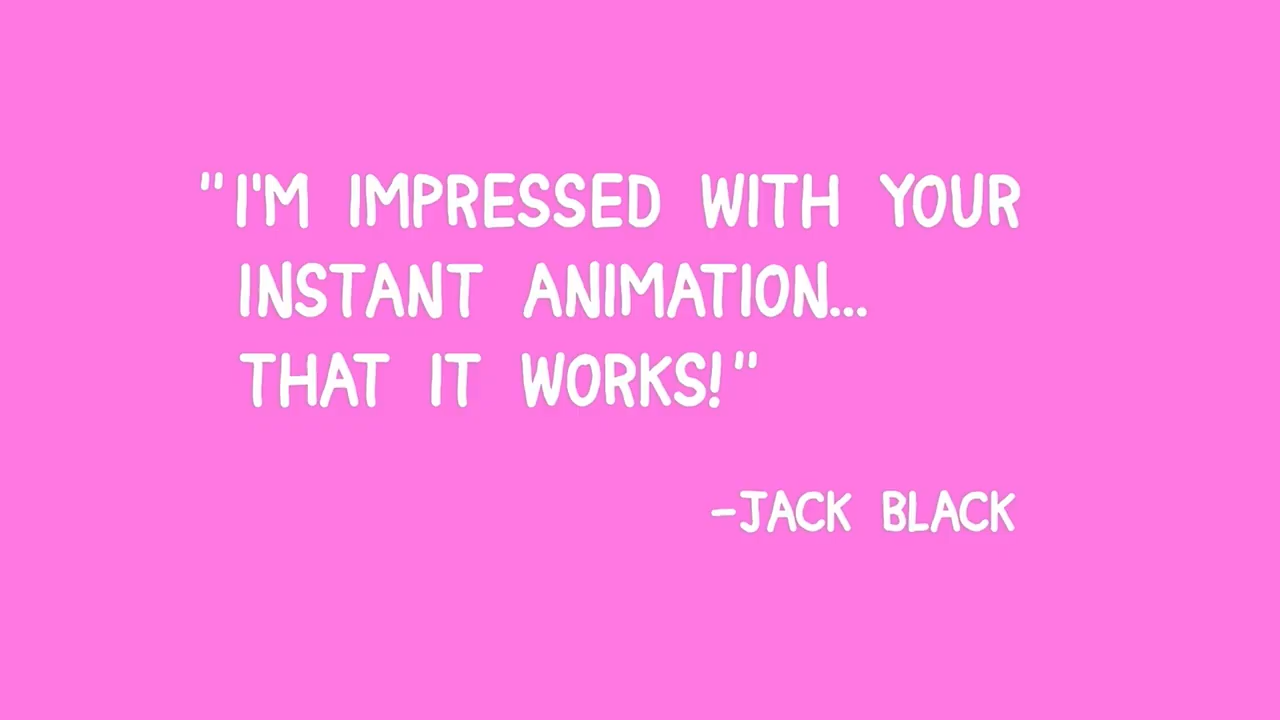 "I'M IMPRESSED WITH YOUR
INSTANT ANIMATION...
THAT IT WORKS!"
-JACK BLACK